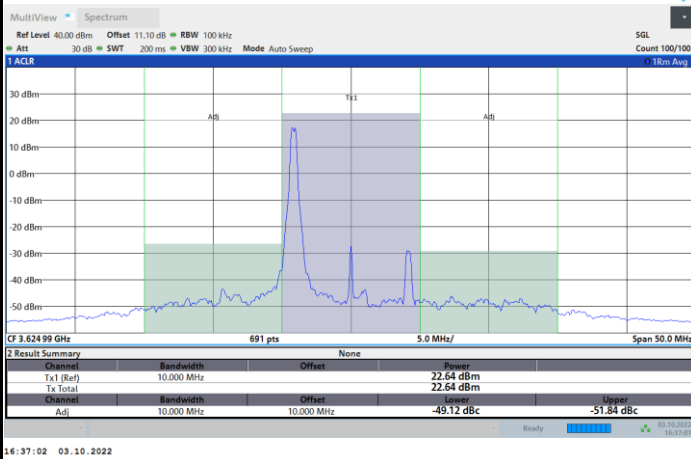 MultiView Spectrum
Ref Level 40.00 dBm Offset 11.10 dB RBW 100 kHz SGL
Att 30 dB SWT 200 ms VBW 300 kHz Mode Auto Sweep Count 100/100
1 ACLR 1Rm Avg
30 dBm
Tx1
20 dBm
Adj Adj
10 dBm
0 dBm
-10 dBm
-20 dBm
-30 dBm
-40 dBm
-50 dBm
CF 3.624 99 GHz 691 pts 5.0 MHz/ Span 50.0 MHz
2 Result Summary None
Channel Bandwidth Offset Power
Tx1 (Ref) 10.000 MHz 22.64 dBm
Tx Total 22.64 dBm
Channel Bandwidth Offset Lower Upper
Adj 10.000 MHz 10.000 MHz -49.12 dBc -51.84 dBc
Ready 03.10.2022
16:37:01
16:37:02 03.10.2022